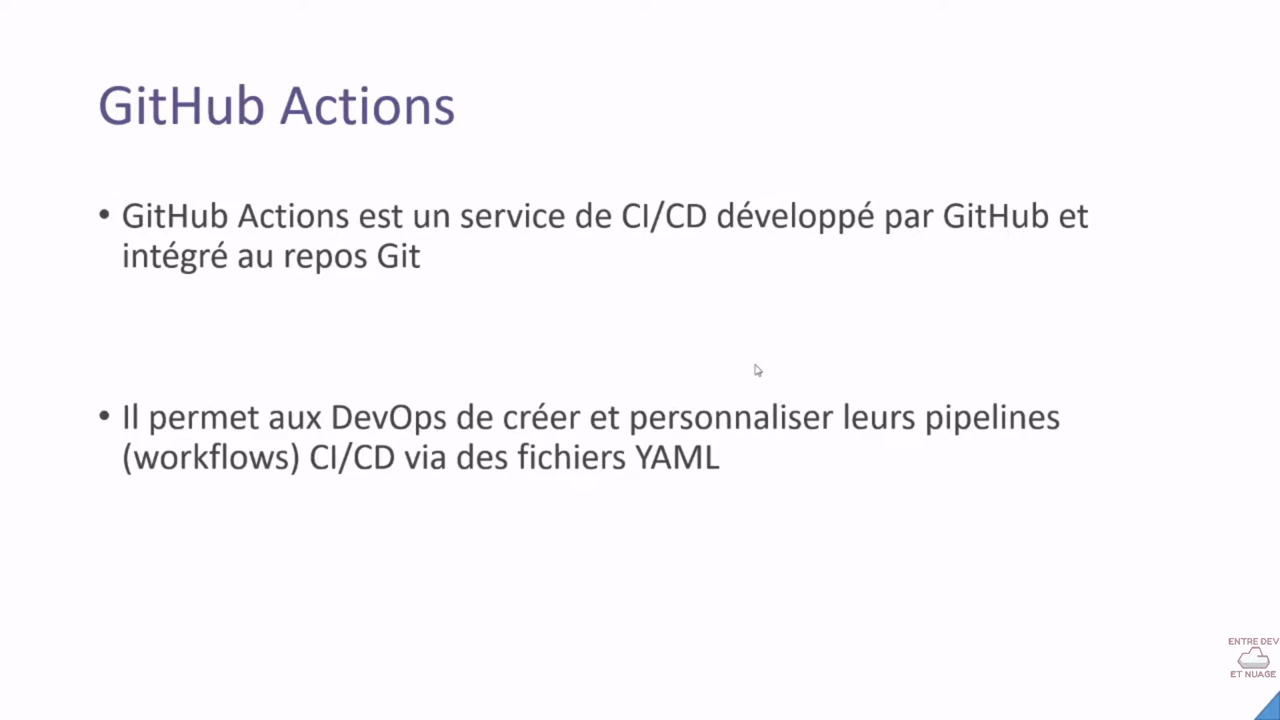 GitHub Actions
• GitHub Actions est un service de CI/CD développé par GitHub et
intégré au repos Git
• Il permet aux DevOps de créer et personnaliser leurs pipelines
(workflows) CI/CD via des fichiers YAML
ENTRE DEV
ET NUAGE